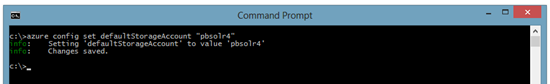 Command Prompt
c:\>azure config set defaultStorageAccount "pbsolr4"
info:    Setting 'defaultStorageAccount' to value 'pbsolr4'
info:    Changes saved.
c:\>_